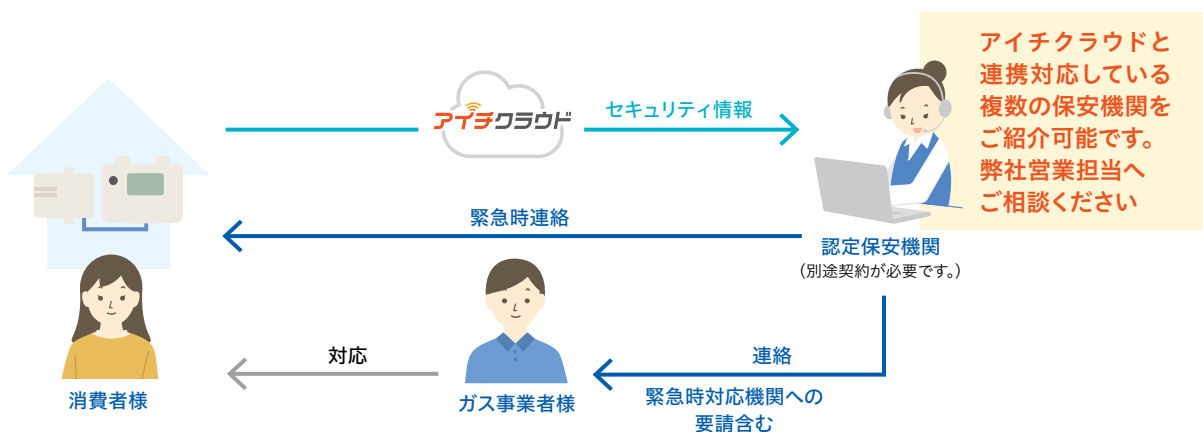 アイチクラウドと
連携対応している
複数の保安機関を
ご紹介可能です。
弊社営業担当へ
ご相談ください
アイチクラウド
セキュリティ情報
緊急時連絡
認定保安機関
（別途契約が必要です。）
対応
連絡
緊急時対応機関への
要請含む
消費者様
ガス事業者様